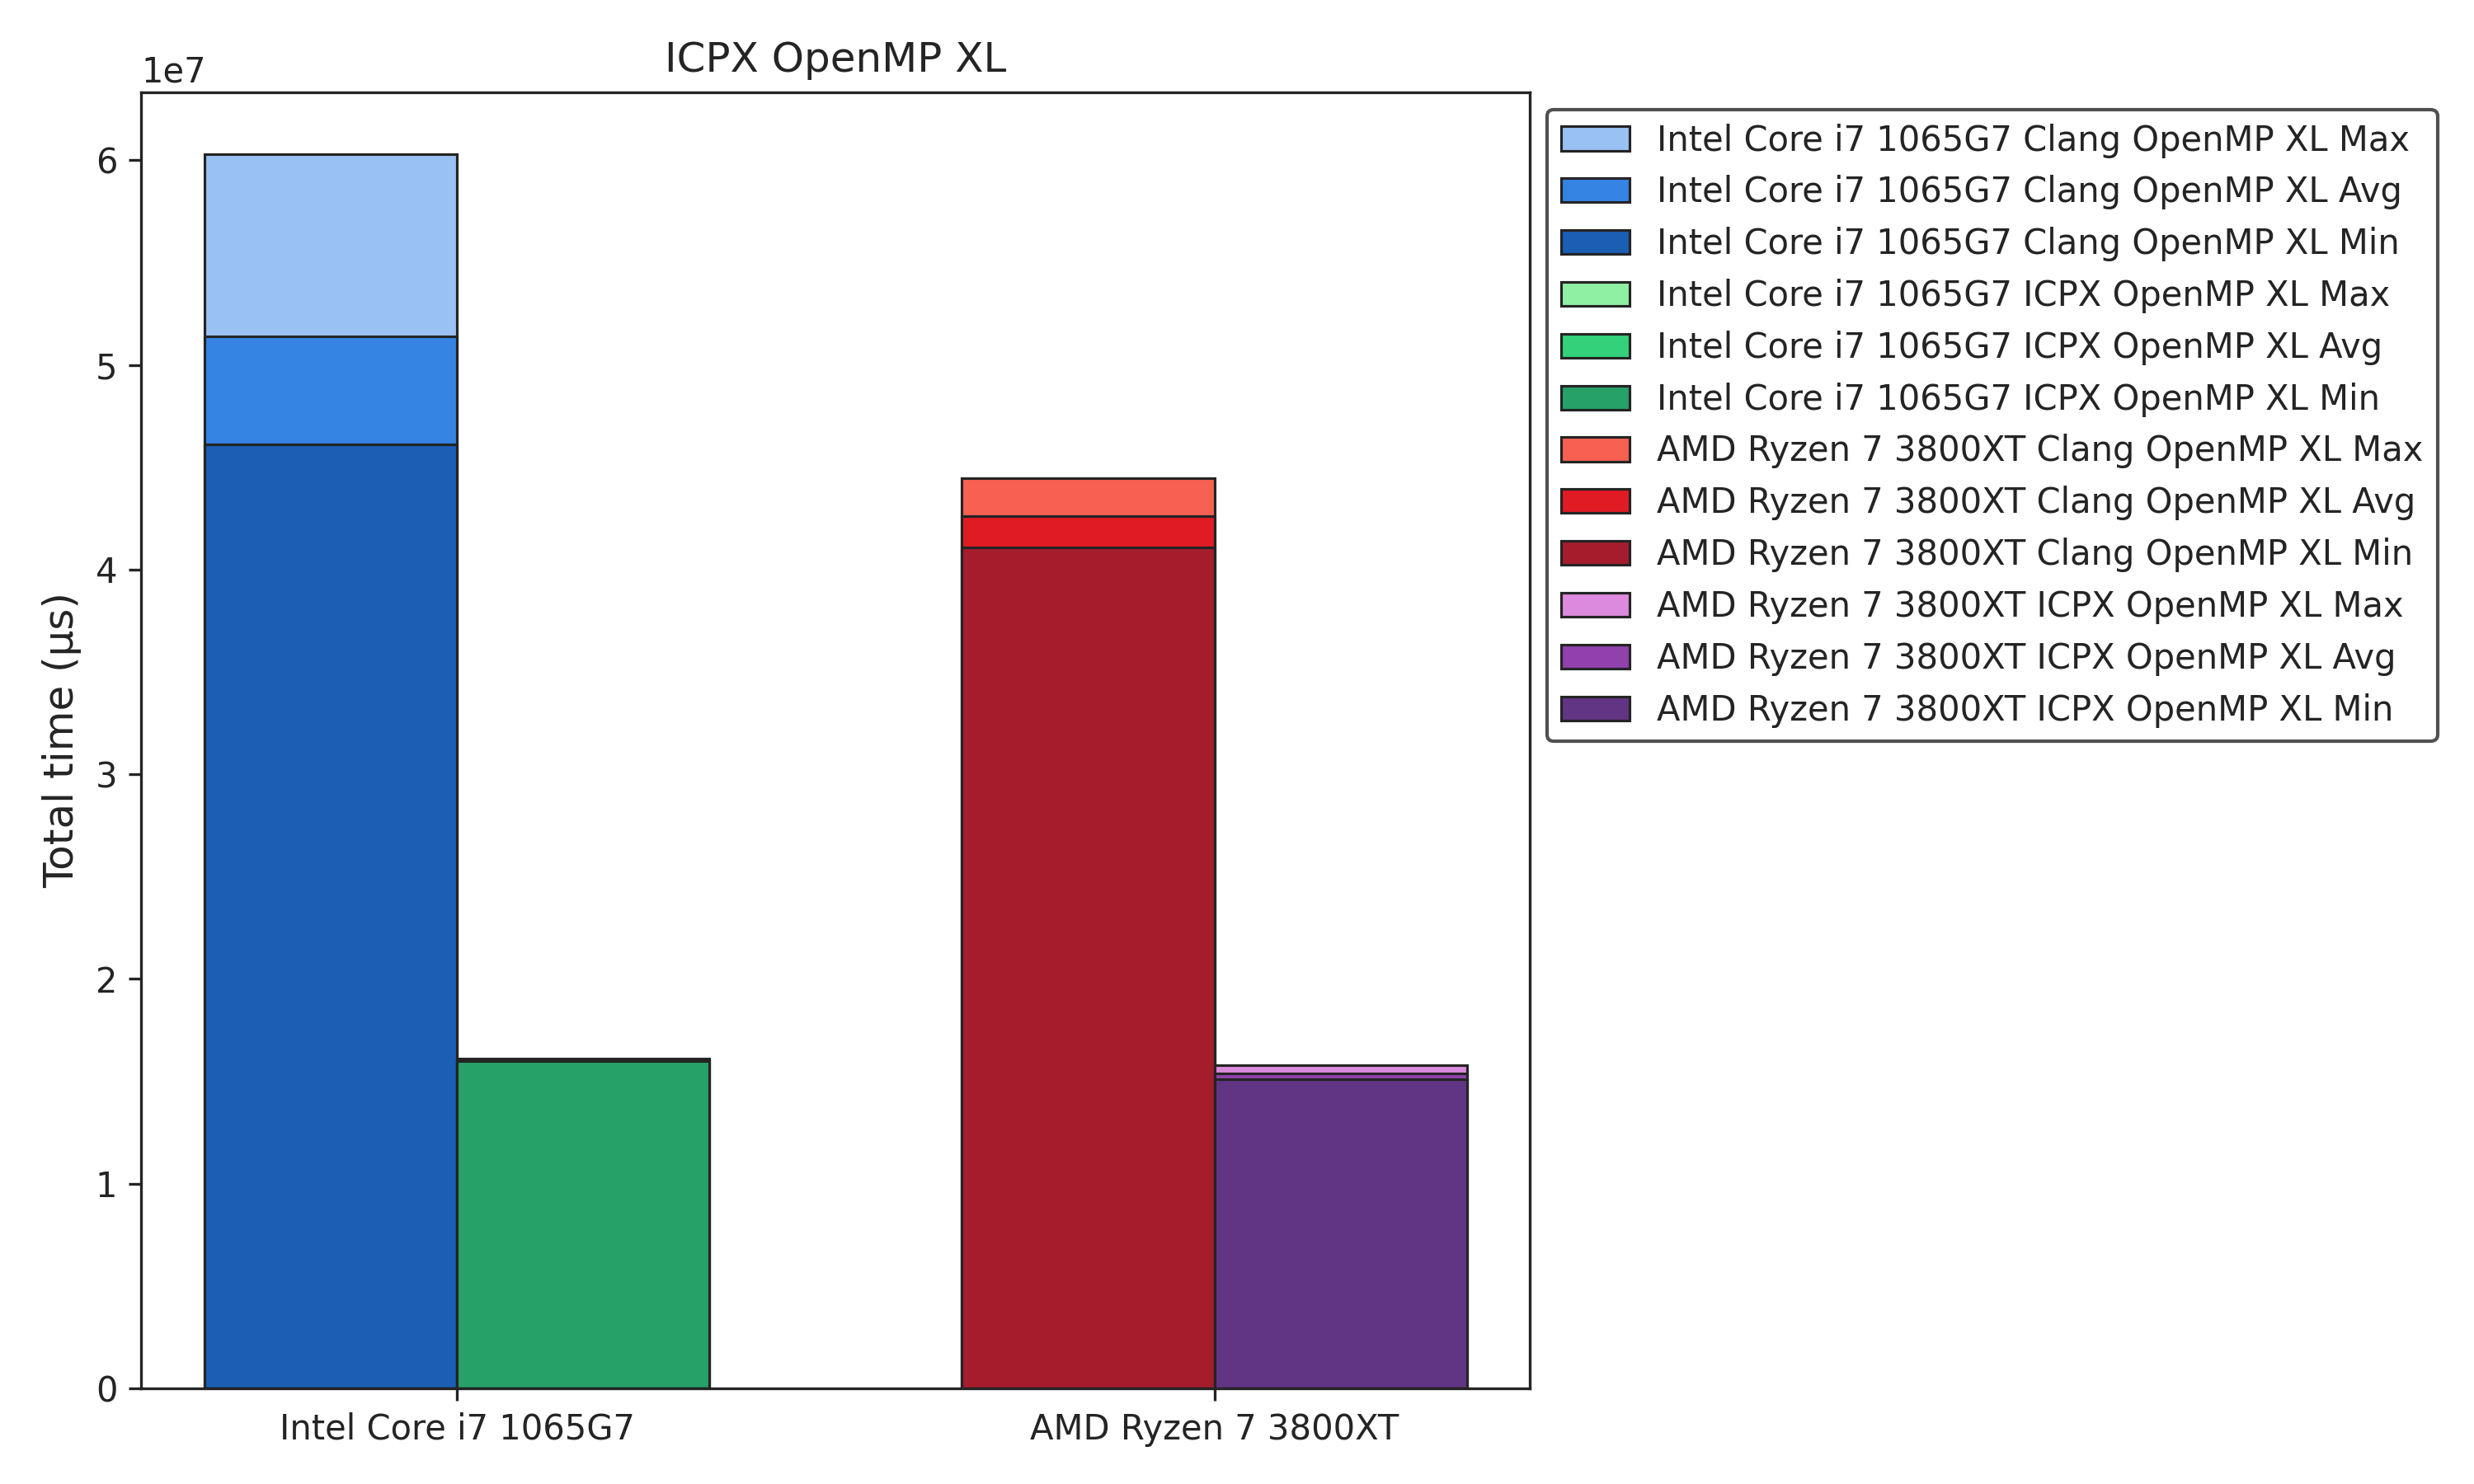 ICPX OpenMP XL
1e7
6
5
4
3
2
1
0
Total time (µs)
Intel Core i7 1065G7
AMD Ryzen 7 3800XT
Intel Core i7 1065G7 Clang OpenMP XL Max
Intel Core i7 1065G7 Clang OpenMP XL Avg
Intel Core i7 1065G7 Clang OpenMP XL Min
Intel Core i7 1065G7 ICPX OpenMP XL Max
Intel Core i7 1065G7 ICPX OpenMP XL Avg
Intel Core i7 1065G7 ICPX OpenMP XL Min
AMD Ryzen 7 3800XT Clang OpenMP XL Max
AMD Ryzen 7 3800XT Clang OpenMP XL Avg
AMD Ryzen 7 3800XT Clang OpenMP XL Min
AMD Ryzen 7 3800XT ICPX OpenMP XL Max
AMD Ryzen 7 3800XT ICPX OpenMP XL Avg
AMD Ryzen 7 3800XT ICPX OpenMP XL Min